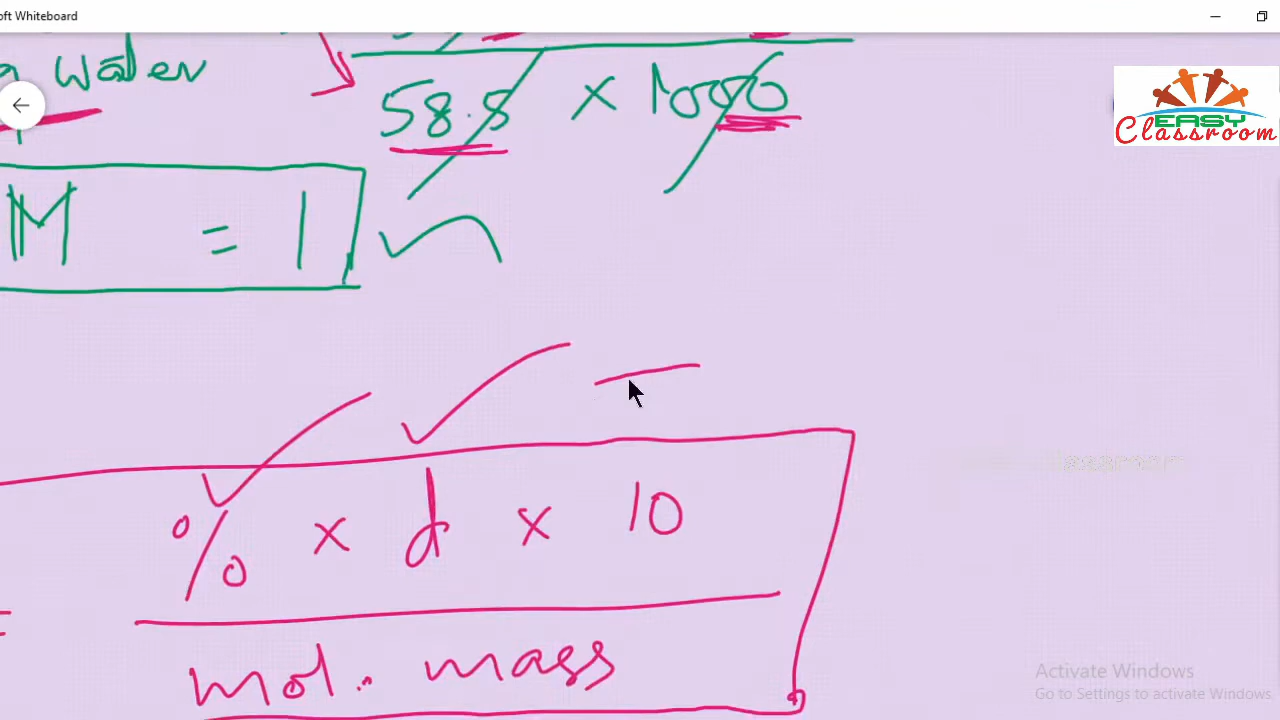 oft Whiteboard
water
58.5 × 1000
M = 1
EASY
Classroom
% × d × 10
=
mol. mass
Activate Windows
Go to Settings to activate Windows.